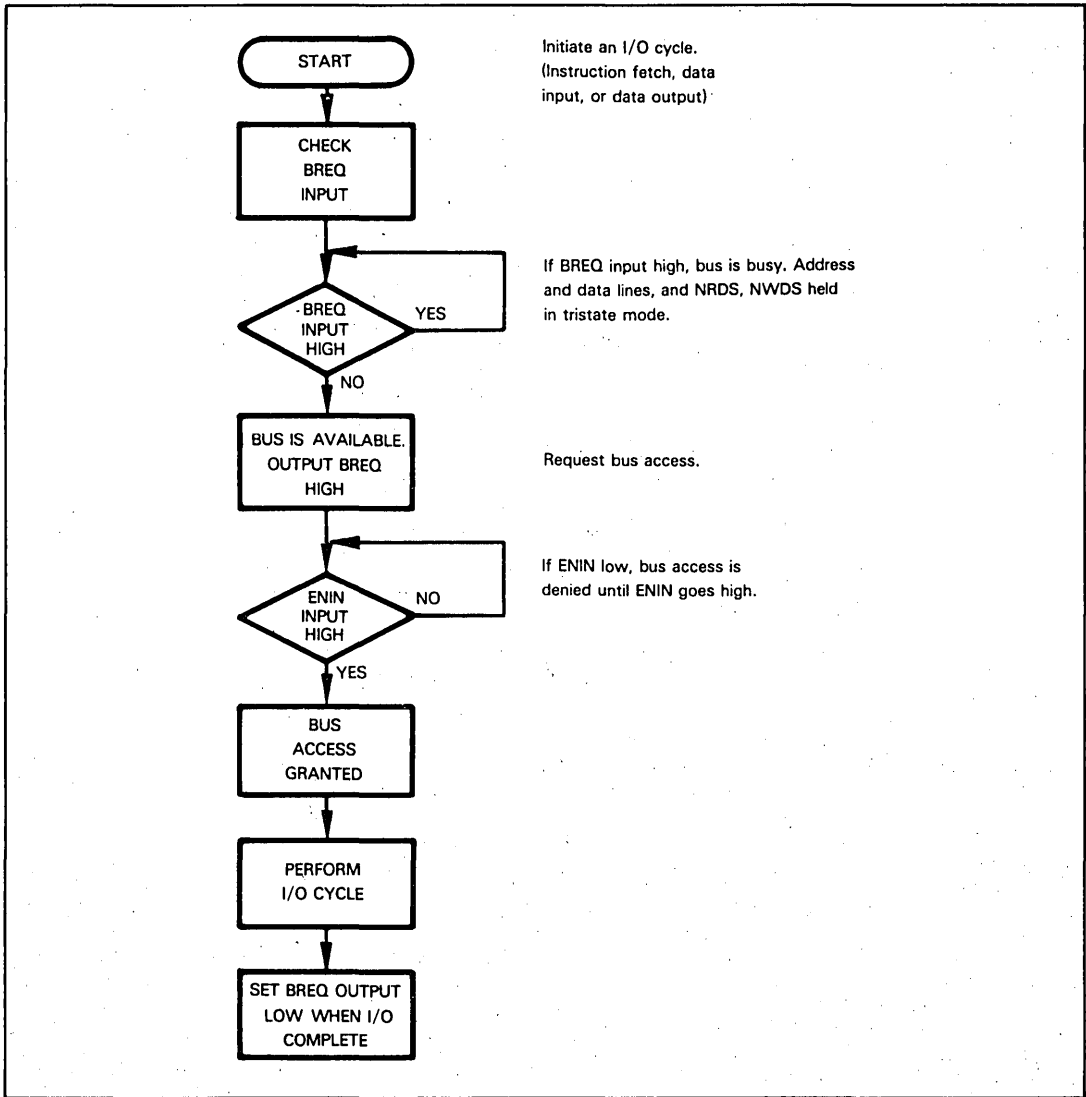 START
Initiate an I/O cycle.
(Instruction fetch, data
input, or data output)
CHECK
BREQ
INPUT
If BREQ input high, bus is busy. Address
and data lines, and NRDS, NWDS held
in tristate mode.
BREQ
INPUT
HIGH
YES
NO
BUS IS AVAILABLE.
OUTPUT BREQ
HIGH
Request bus access.
If ENIN low, bus access is
denied until ENIN goes high.
ENIN
INPUT
HIGH
NO
YES
BUS
ACCESS
GRANTED
PERFORM
I/O CYCLE
SET BREQ OUTPUT
LOW WHEN I/O
COMPLETE